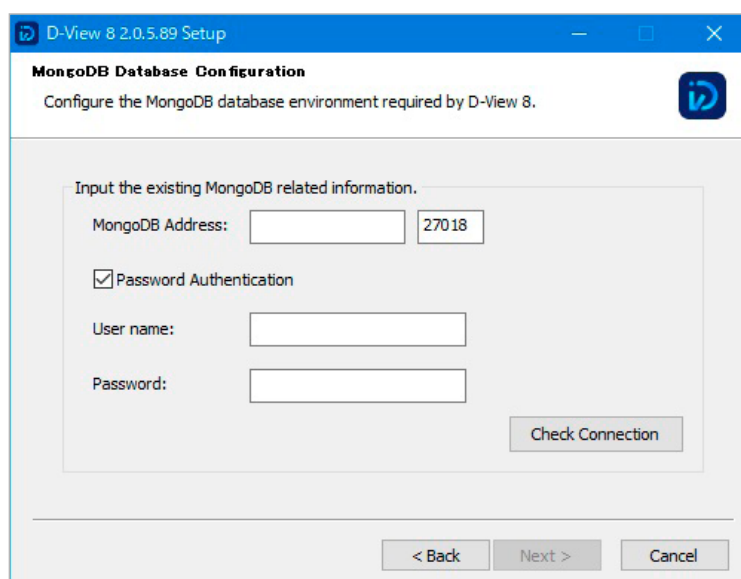 D-View 8 2.0.5.89 Setup
MongoDB Database Configuration
Configure the MongoDB database environment required by D-View 8.
Input the existing MongoDB related information.
MongoDB Address: 27018
Password Authentication
User name:
Password:
Check Connection
< Back Next > Cancel